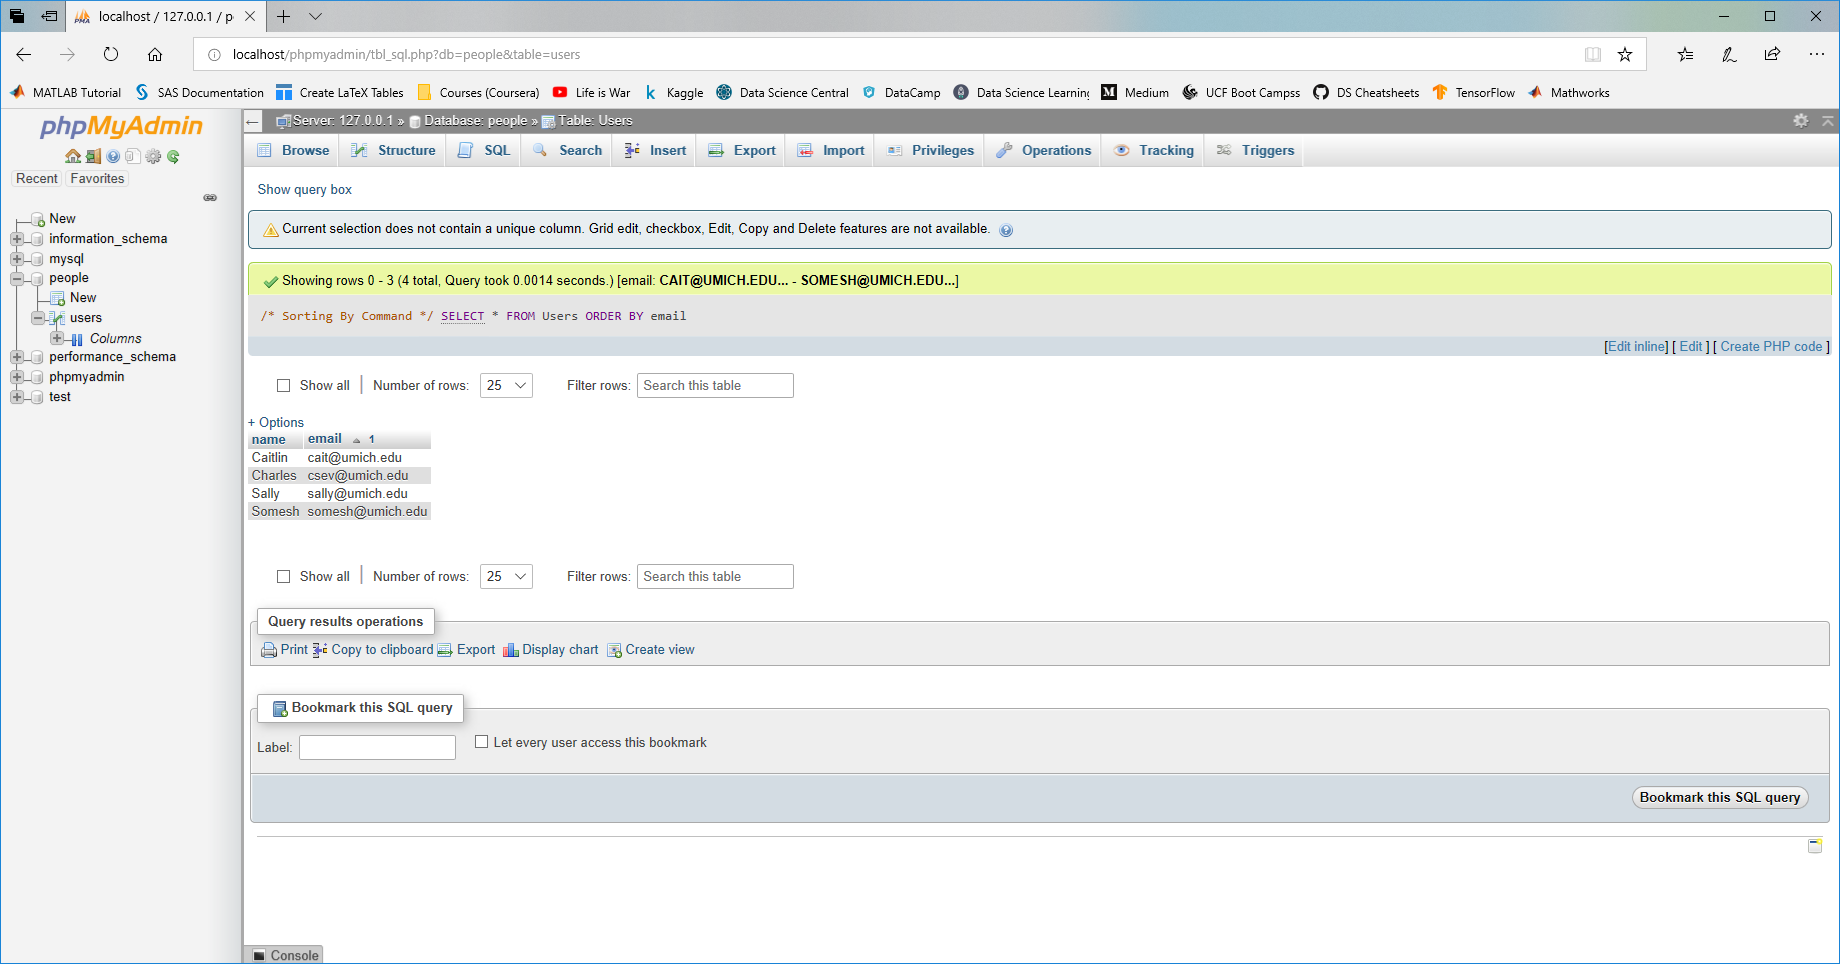 localhost / 127.0.0.1 / pe
localhost/phpmyadmin/tbl_sql.php?db=people&table=users
MATLAB Tutorial SAS Documentation Create LaTeX Tables Courses (Coursera) Life is War Kaggle Data Science Central DataCamp Data Science Learning Medium UCF Boot Campss DS Cheatsheets TensorFlow Mathworks
phpMyAdmin
Recent Favorites
New
information_schema
mysql
people
New
users
Columns
performance_schema
phpmyadmin
test
Server: 127.0.0.1 » Database: people » Table: Users
Browse Structure SQL Search Insert Export Import Privileges Operations Tracking Triggers
Show query box
Current selection does not contain a unique column. Grid edit, checkbox, Edit, Copy and Delete features are not available.
Showing rows 0 - 3 (4 total, Query took 0.0014 seconds.) [email: CAIT@UMICH.EDU... - SOMESH@UMICH.EDU...]
/* Sorting By Command */ SELECT * FROM Users ORDER BY email
[Edit inline] [ Edit ] [ Create PHP code ]
Show all | Number of rows: 25 Filter rows: Search this table
+ Options
name email 1
Caitlin cait@umich.edu
Charles csev@umich.edu
Sally sally@umich.edu
Somesh somesh@umich.edu
Show all | Number of rows: 25 Filter rows: Search this table
Query results operations
Print Copy to clipboard Export Display chart Create view
Bookmark this SQL query
Label: Let every user access this bookmark
Bookmark this SQL query
Console